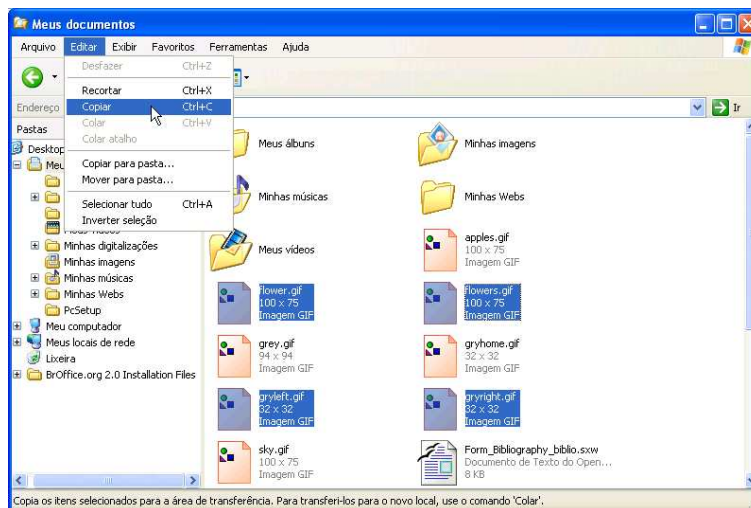 Meus documentos
Arquivo Editar Exibir Favoritos Ferramentas Ajuda
Desfazer Ctrl+Z
Recortar Ctrl+X
Endereço
Copiar Ctrl+C
Ir
Colar Ctrl+V
Colar atalho
Copiar para pasta...
Mover para pasta...
Selecionar tudo Ctrl+A
Inverter seleção
Pastas
Desktop
Minhas digitalizações
Minhas imagens
Minhas músicas
Minhas Webs
PcSetup
Meu computador
Meus locais de rede
Lixeira
BrOffice.org 2.0 Installation Files
Meus álbuns
Minhas imagens
Minhas músicas
Minhas Webs
Meus vídeos
apples.gif
100 x 75
Imagem GIF
flower.gif
100 x 75
Imagem GIF
flowers.gif
100 x 75
Imagem GIF
grey.gif
94 x 94
Imagem GIF
gryhome.gif
32 x 32
Imagem GIF
gryleft.gif
32 x 32
Imagem GIF
gryright.gif
32 x 32
Imagem GIF
sky.gif
100 x 75
Imagem GIF
Form_Bibliography_biblio.sxw
Documento de Texto do Open...
8 KB
Copia os itens selecionados para a área de transferência. Para transferi-los para o novo local, use o comando 'Colar'.